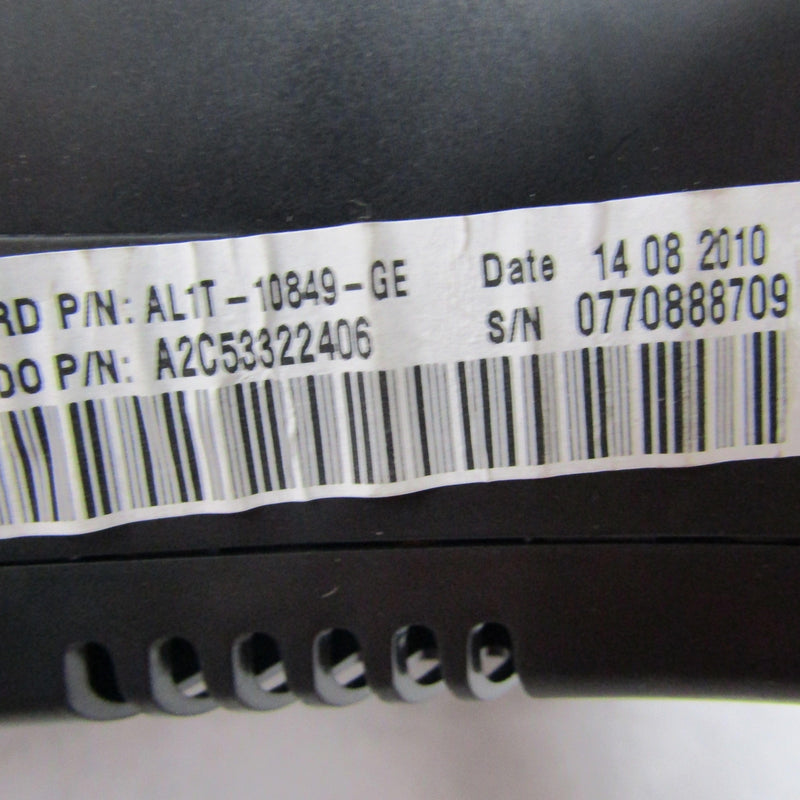 RD P/N: AL1T-10849-GE Date 14 08 2010
DO P/N: A2C53322406 S/N 0770888709